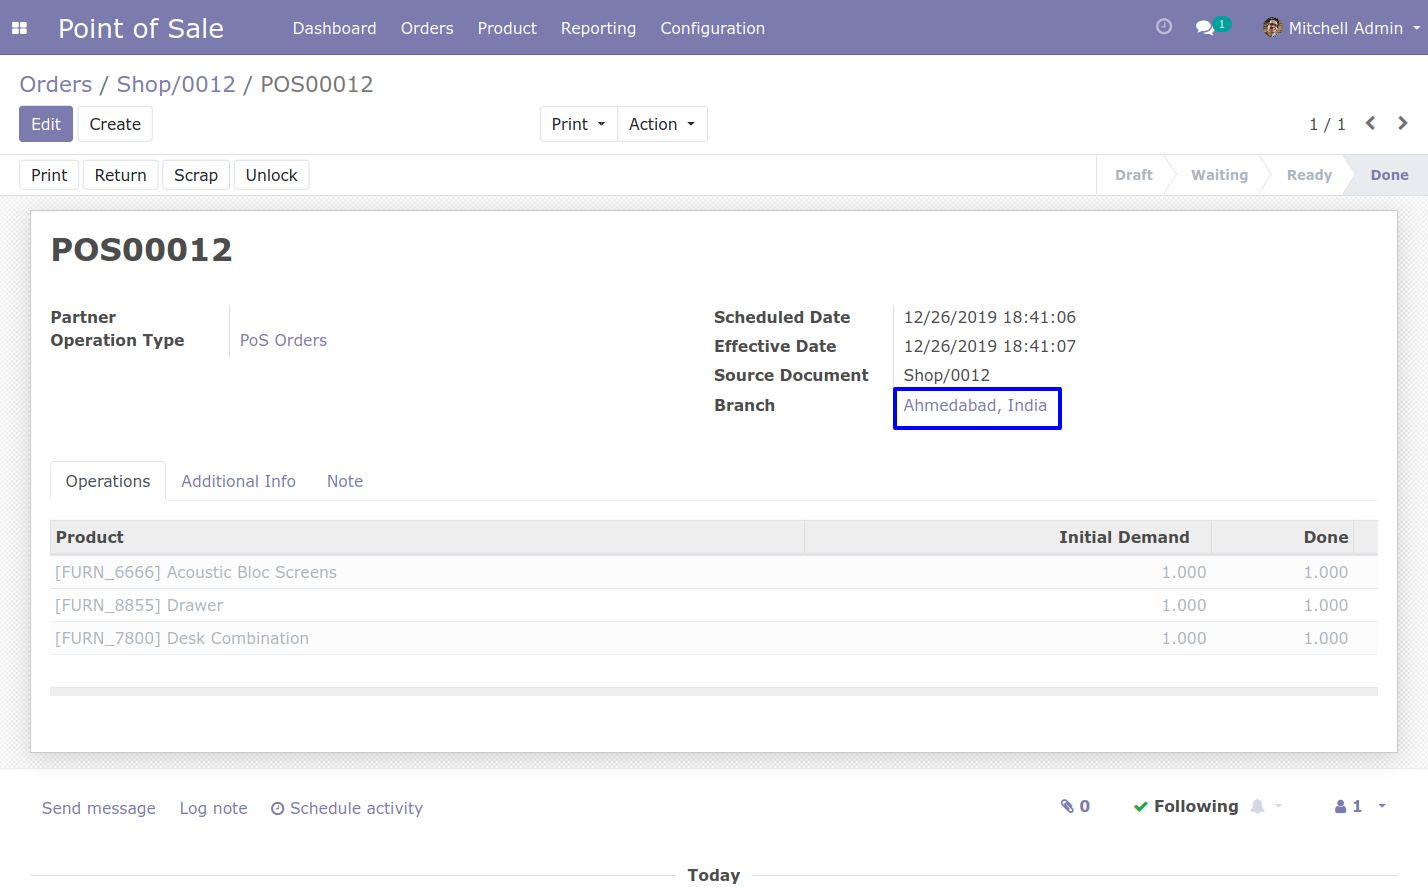 Point of Sale Dashboard Orders Product Reporting Configuration 1 Mitchell Admin
Orders / Shop/0012 / POS00012
Edit Create Print Action 1 / 1
Print Return Scrap Unlock Draft Waiting Ready Done
POS00012
Partner
Operation Type PoS Orders
Scheduled Date 12/26/2019 18:41:06
Effective Date 12/26/2019 18:41:07
Source Document Shop/0012
Branch Ahmedabad, India
Operations Additional Info Note
Product Initial Demand Done
[FURN_6666] Acoustic Bloc Screens 1.000 1.000
[FURN_8855] Drawer 1.000 1.000
[FURN_7800] Desk Combination 1.000 1.000
Send message Log note Schedule activity 0 Following 1
Today